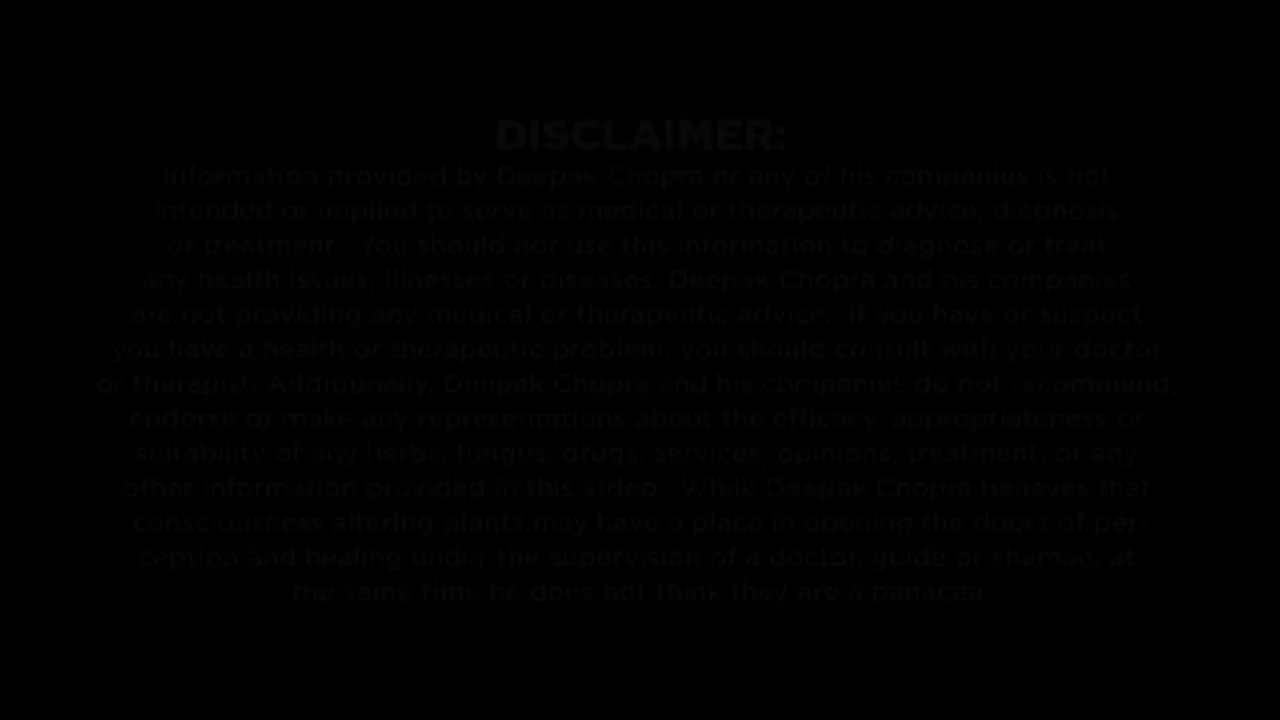 DISCLAIMER:
Information provided by Deepak Chopra or any of his companies is not
intended or implied to serve as medical or therapeutic advice, diagnosis
or treatment.  You should not use this information to diagnose or treat
any health issues, illnesses or diseases. Deepak Chopra and his companies
are not providing any medical or therapeutic advice.  If you have or suspect
you have a health or therapeutic problem, you should consult with your doctor
or therapist. Additionally, Deepak Chopra and his companies do not recommend,
endorse or make any representations about the efficacy, appropriateness or
suitability of any herbs, fungus, drugs, services, opinions, treatment, or any
other information provided in this video.  While Deepak Chopra believes that
consciousness altering plants may have a place in opening the doors of per-
ception and healing under the supervision of a doctor, guide or shaman, at
the same time he does not think they are a panacea.